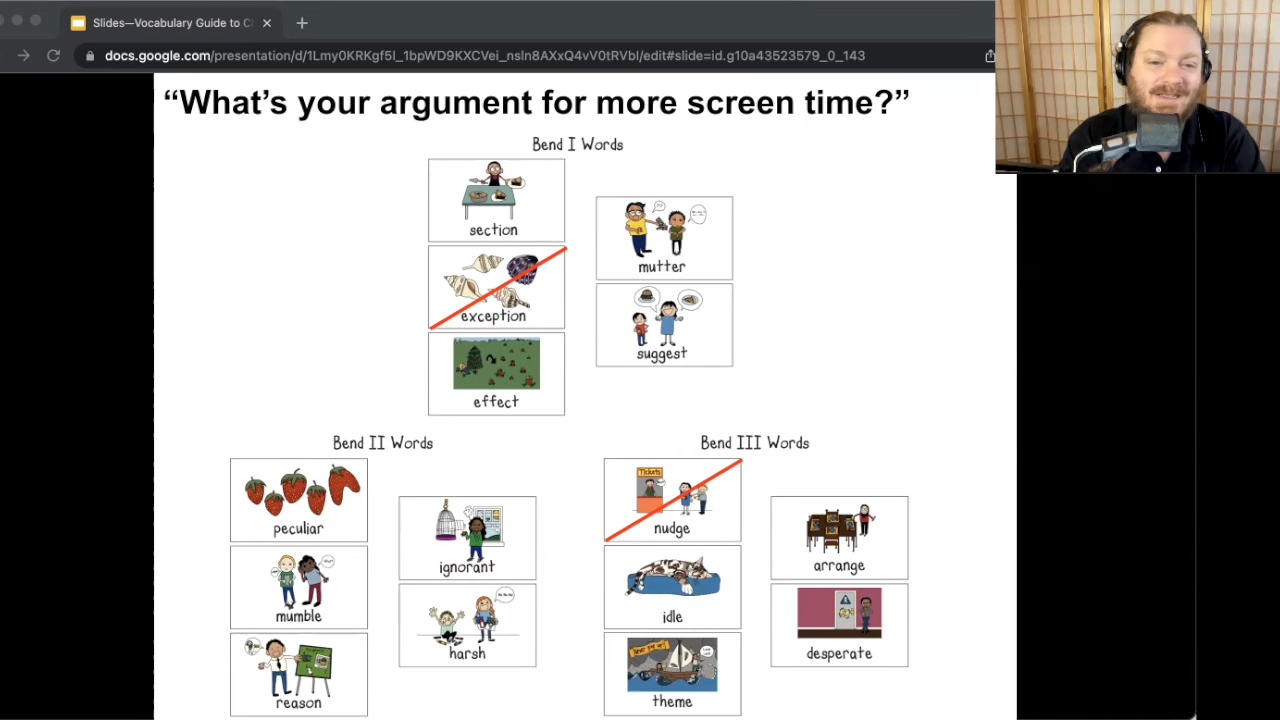 Slides—Vocabulary Guide to C
docs.google.com/presentation/d/1Lmy0KRKgf5I_1bpWD9KXCVei_nsIn8AXxQ4vV0tRVbI/edit#slide=id.g10a43523579_0_143
“What’s your argument for more screen time?”
Bend I Words
section
mutter
exception
suggest
effect
Bend II Words
peculiar
ignorant
mumble
harsh
reason
Bend III Words
Tickets
nudge
arrange
idle
desperate
theme